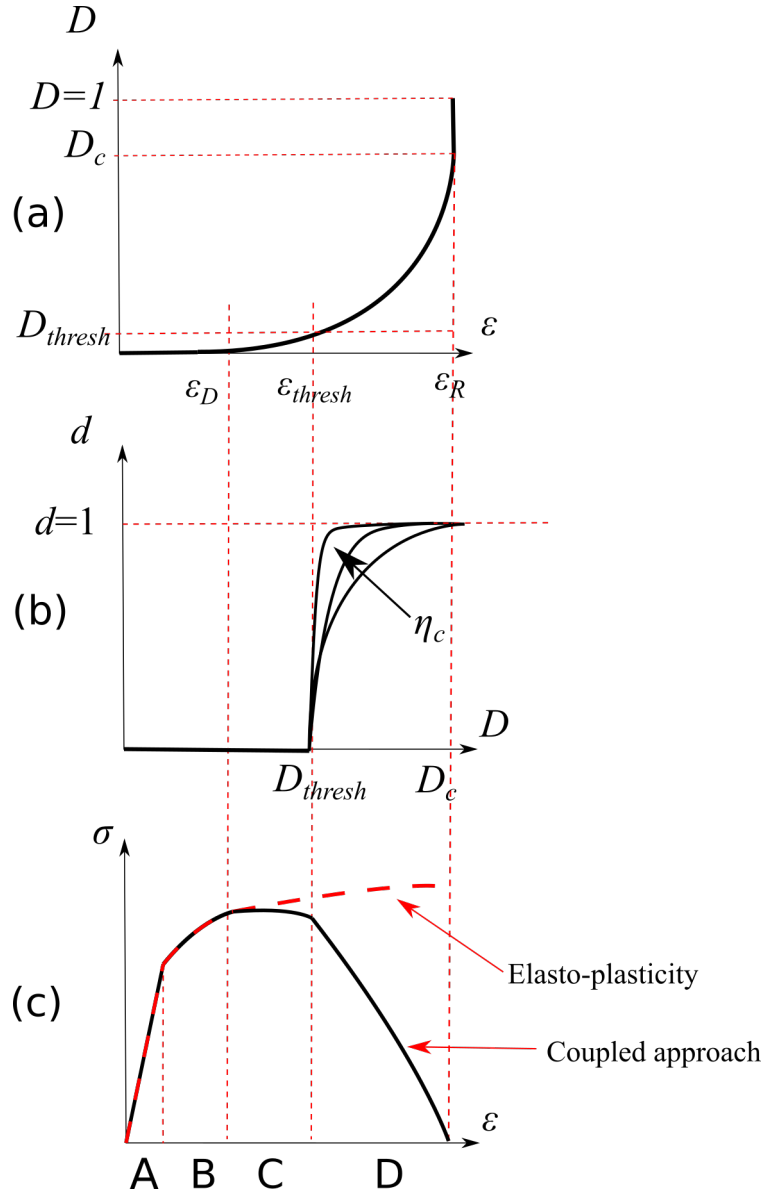 D
D=1
D_c
(a)
D_thresh
ε
ε_D ε_thresh ε_R
d
d=1
(b)
η_c
D
D_thresh D_c
σ
Elasto-plasticity
(c)
Coupled approach
ε
A B C D